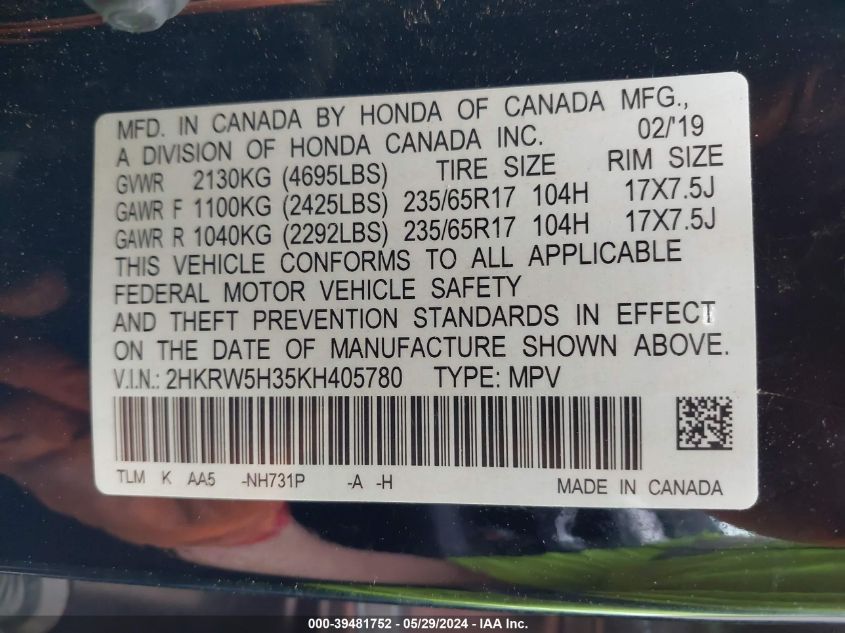 MFD. IN CANADA BY HONDA OF CANADA MFG.,
A DIVISION OF HONDA CANADA INC. 02/'19
GVWR 2130KG (4695LBS) TIRE SIZE RIM SIZE
GAWR F 1100KG (2425LBS) 235/65R17 104H 17X7.5J
GAWR R 1040KG (2292LBS) 235/65R17 104H 17X7.5J
THIS VEHICLE CONFORMS TO ALL APPLICABLE
FEDERAL MOTOR VEHICLE SAFETY
AND THEFT PREVENTION STANDARDS IN EFFECT
ON THE DATE OF MANUFACTURE SHOWN ABOVE.
V.I.N.: 2HKRW5H35KH405780 TYPE: MPV
TLM K AA5 -NH731P -A -H MADE IN CANADA
000-39481752 - 05/29/2024 - IAA Inc.